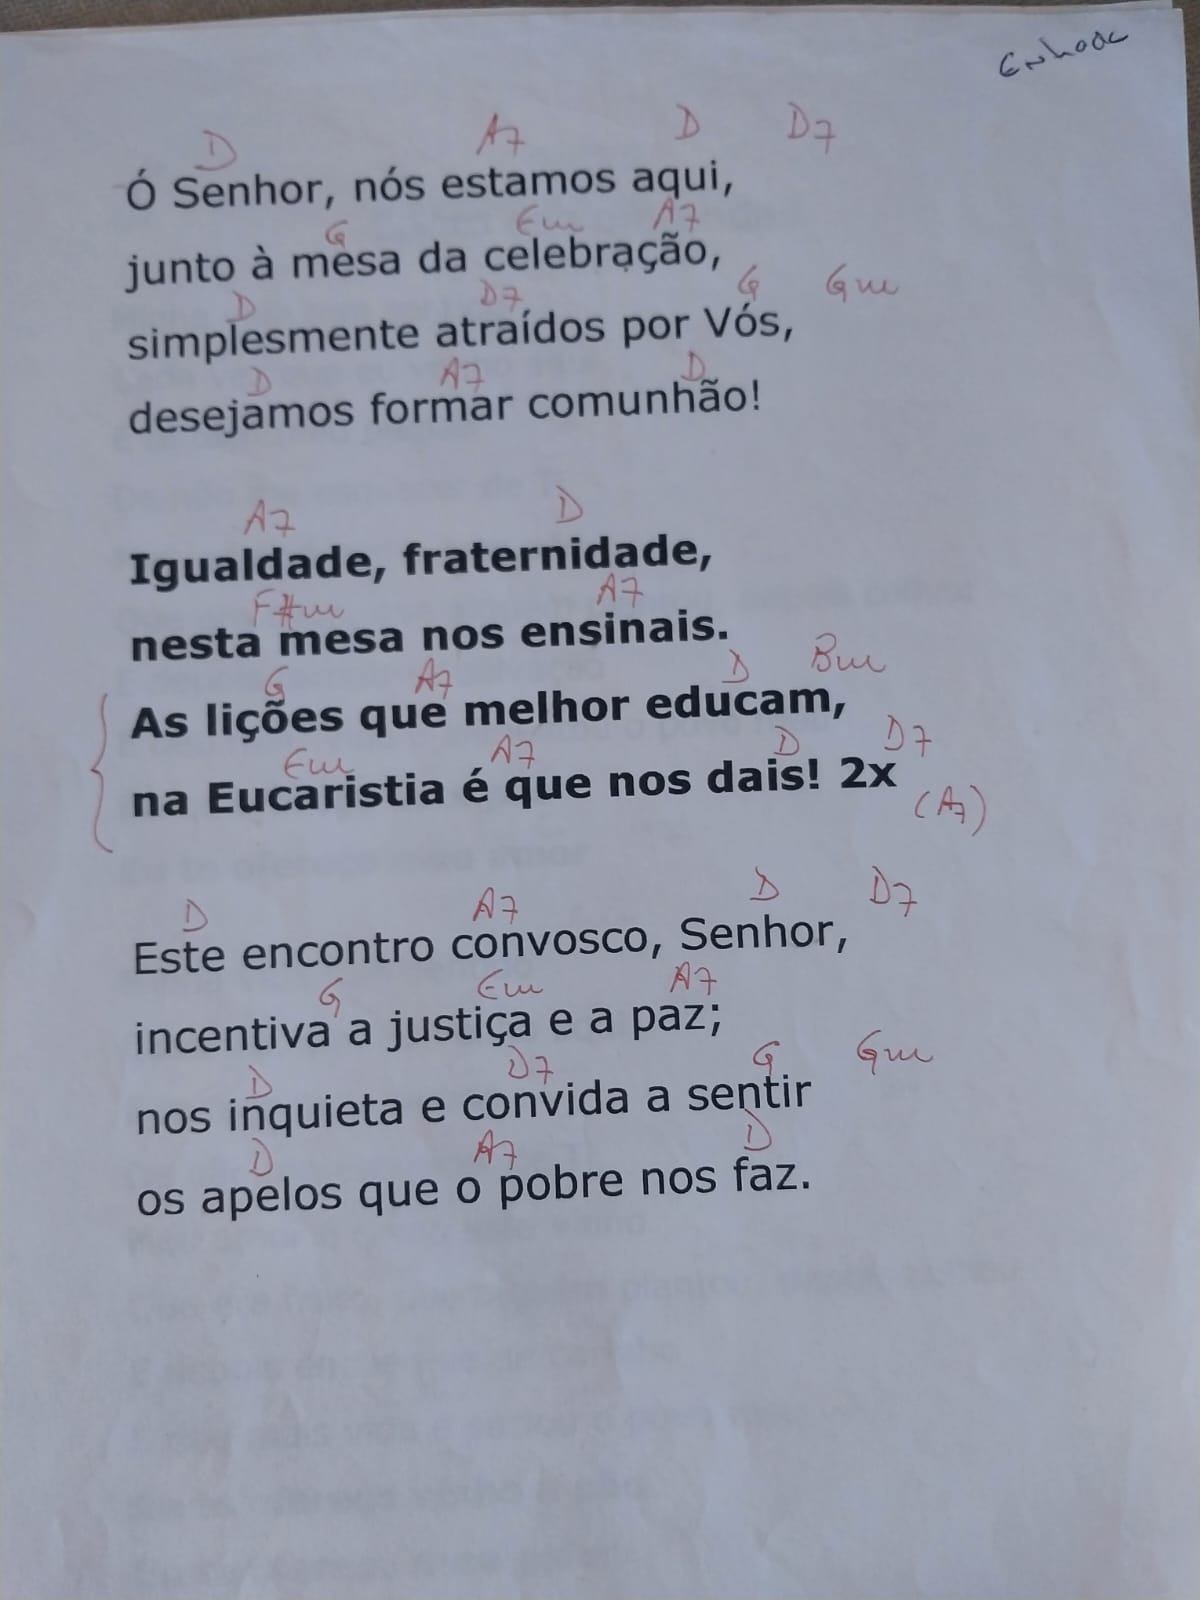 D A7 D D7
Ó Senhor, nós estamos aqui,
G Em A7
junto à mesa da celebração,
D D7 G Gm
simplesmente atraídos por Vós,
D A7 D
desejamos formar comunhão!
A7 D
Igualdade, fraternidade,
F#m A7
nesta mesa nos ensinais.
G A7 D Bm
As lições que melhor educam,
Em A7 D D7
na Eucaristia é que nos dais! 2x
(A7)
D A7 D D7
Este encontro convosco, Senhor,
G Em A7
incentiva a justiça e a paz;
D D7 G Gm
nos inquieta e convida a sentir
D A7 D
os apelos que o pobre nos faz.